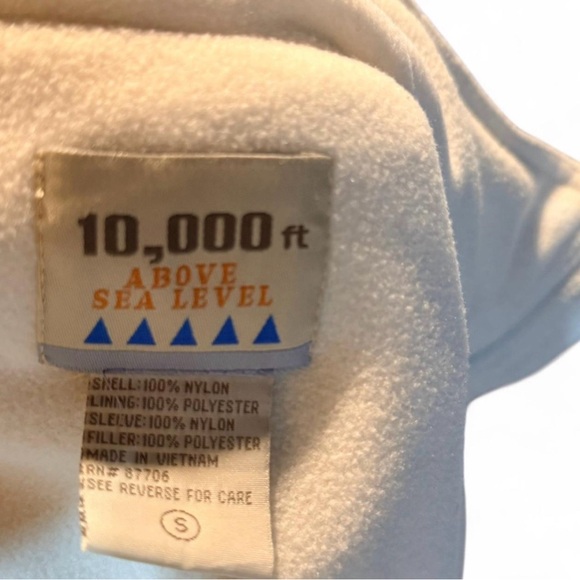 10,000 ft
ABOVE
SEA LEVEL
SHELL:100% NYLON
LINING:100% POLYESTER
SLEEVE:100% NYLON
FILLER:100% POLYESTER
MADE IN VIETNAM
RN# 87706
SEE REVERSE FOR CARE
S